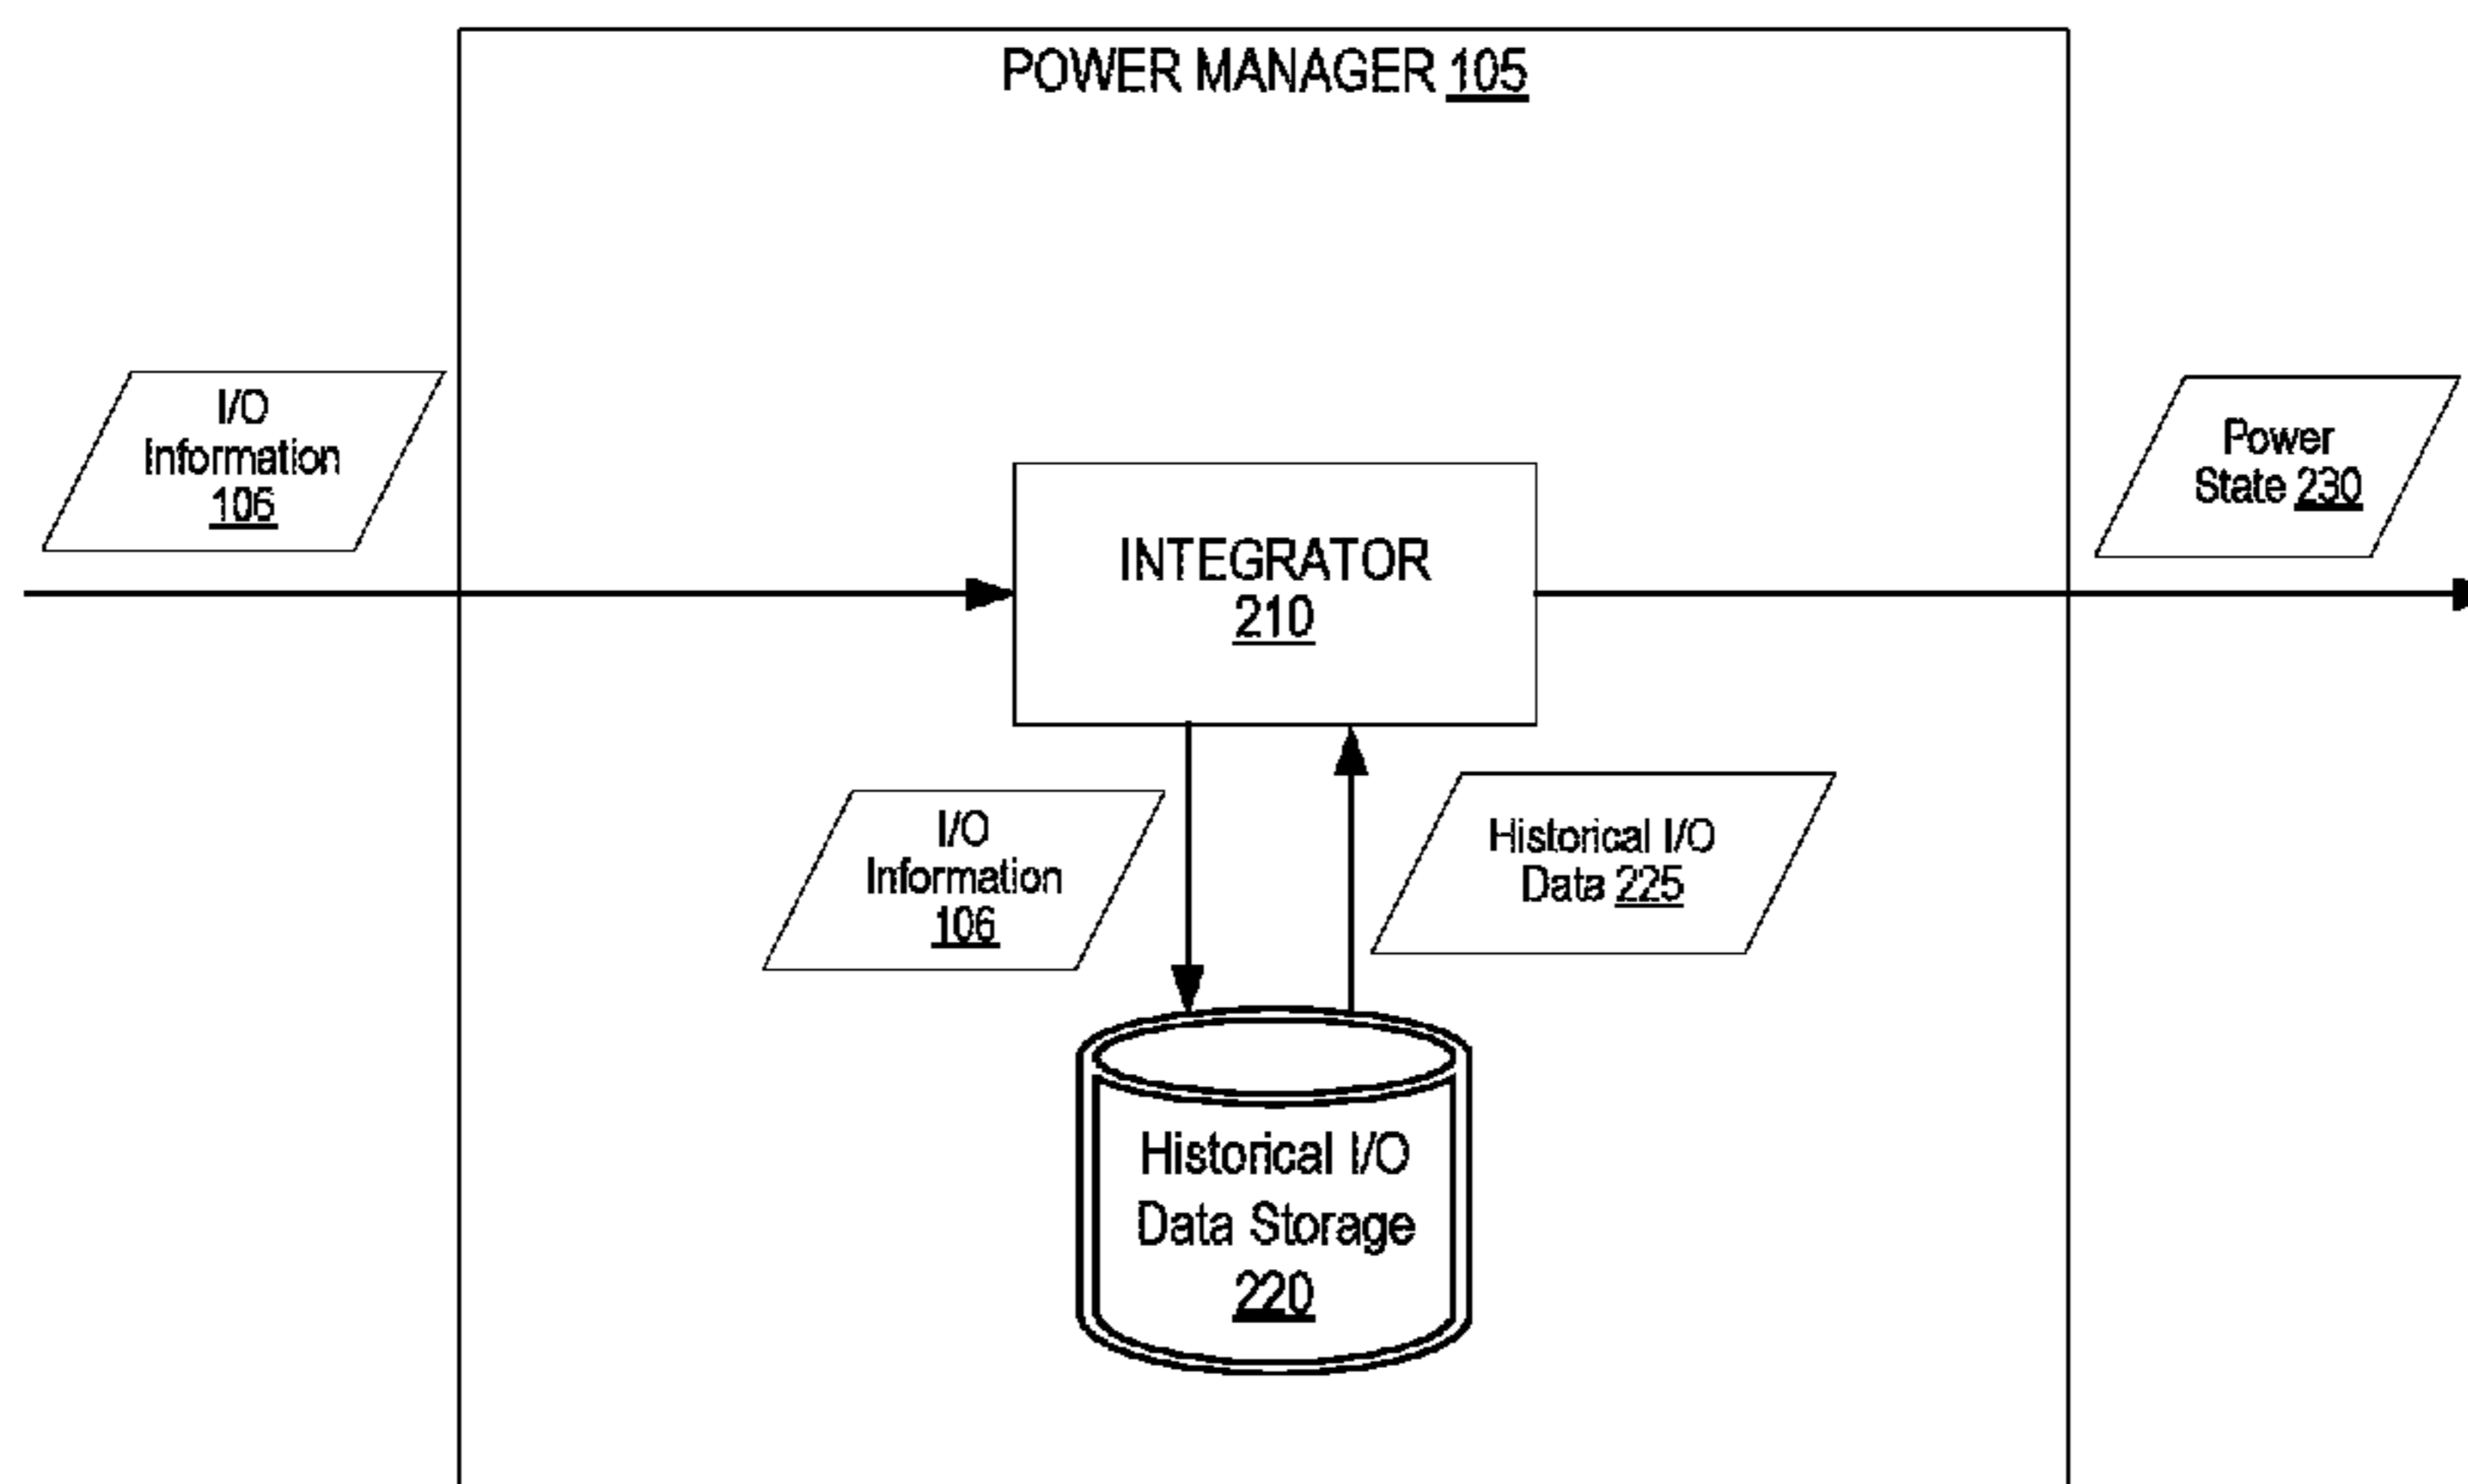 POWER MANAGER 105
I/O
Information
106
Power
State 230
INTEGRATOR
210
I/O
Information
106
Historical I/O
Data 225
Historical I/O
Data Storage
220